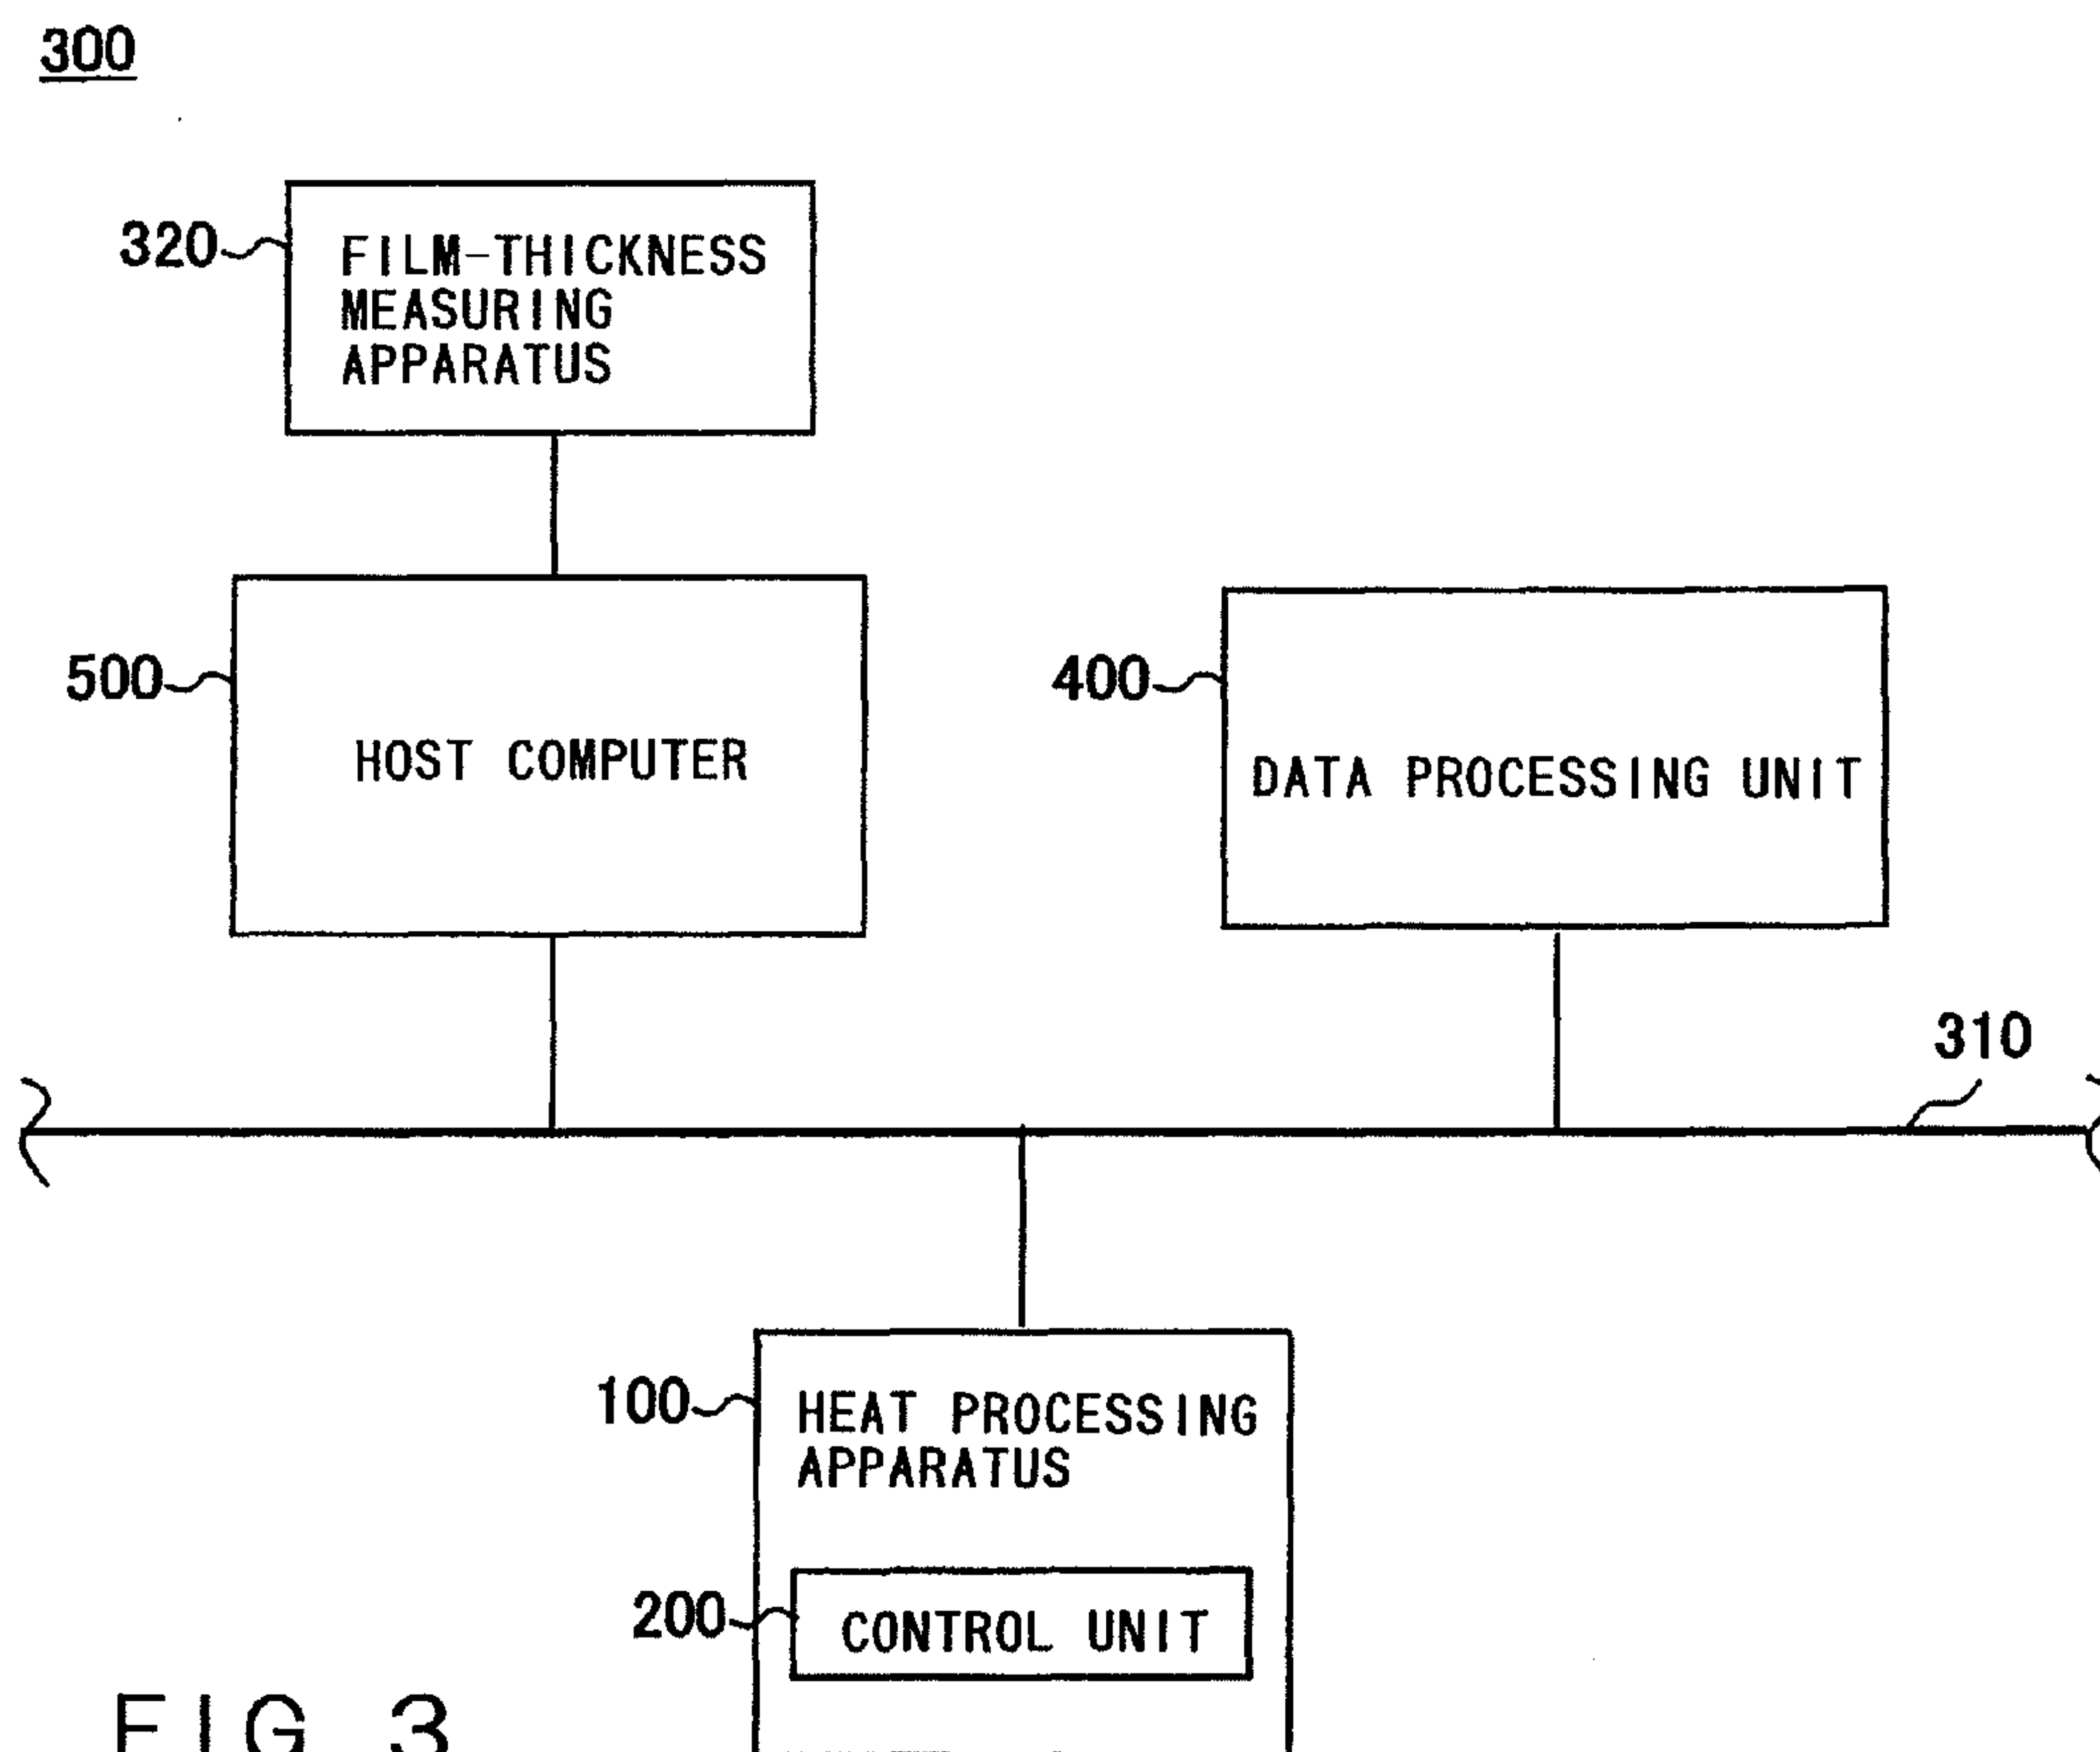 300
320
FILM-THICKNESS
MEASURING
APPARATUS
500
HOST COMPUTER
400
DATA PROCESSING UNIT
310
100
HEAT PROCESSING
APPARATUS
200
CONTROL UNIT
FIG. 3